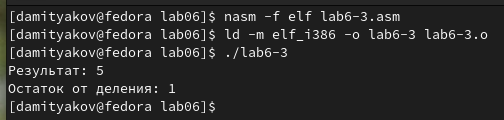 [damityakov@fedora lab06]$ nasm -f elf lab6-3.asm
[damityakov@fedora lab06]$ ld -m elf_i386 -o lab6-3 lab6-3.o
[damityakov@fedora lab06]$ ./lab6-3
Результат: 5
Остаток от деления: 1
[damityakov@fedora lab06]$